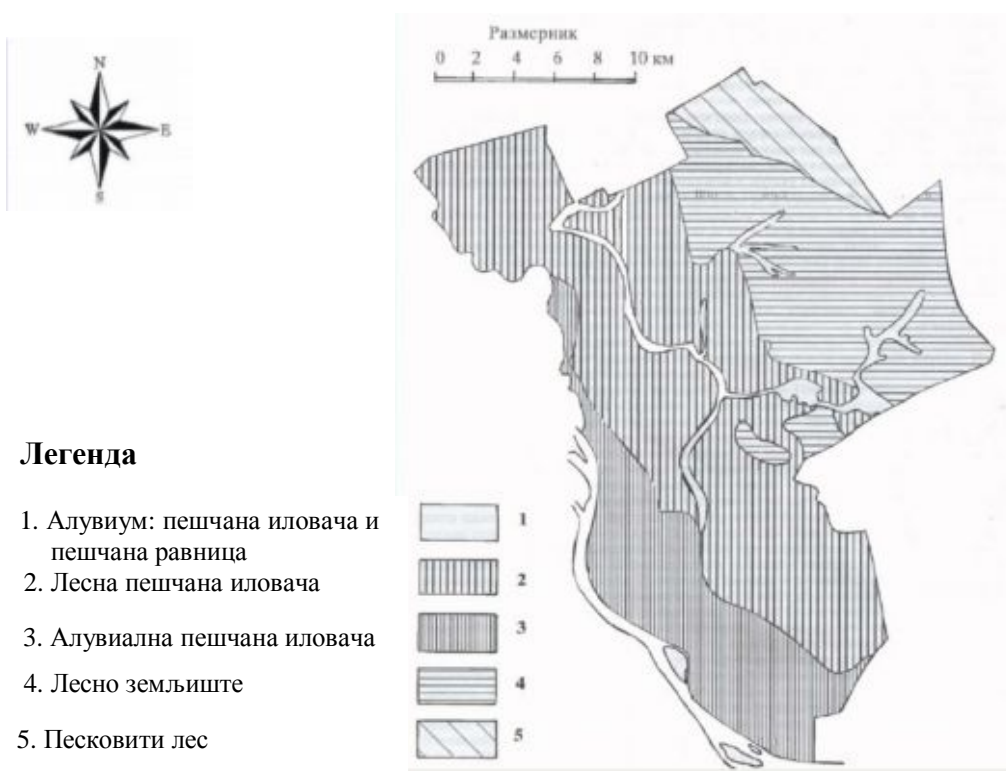 N
W E
S
Размерник
0 2 4 6 8 10 км
Легенда
1. Алувиум: пешчана иловача и
пешчана равница
2. Лесна пешчана иловача
3. Алувиална пешчана иловача
4. Лесно земљиште
5. Песковити лес
1
2
3
4
5